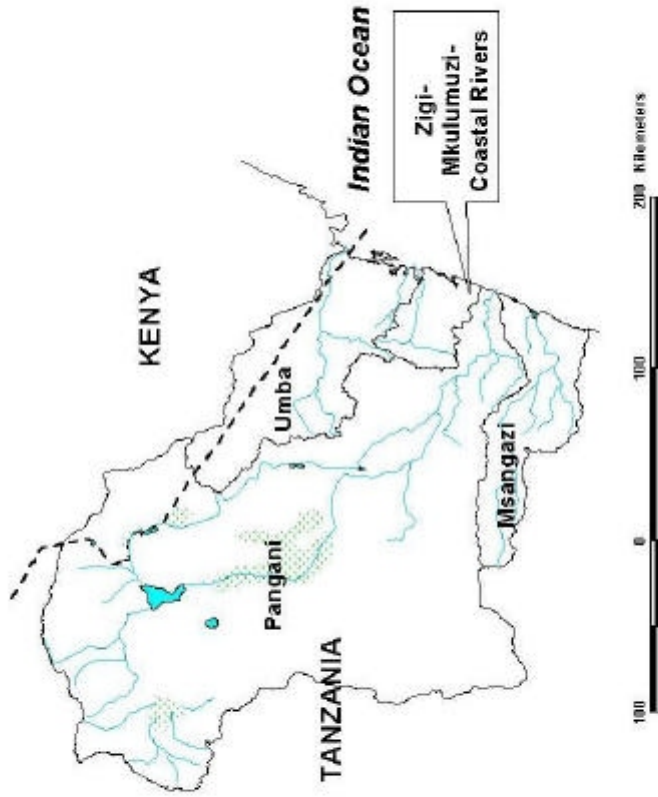 KENYA
Indian Ocean
Umba
Zigi-
Mkulumuzi-
Coastal Rivers
Pangani
TANZANIA
Msangazi
100
0
100
200 Kilometers